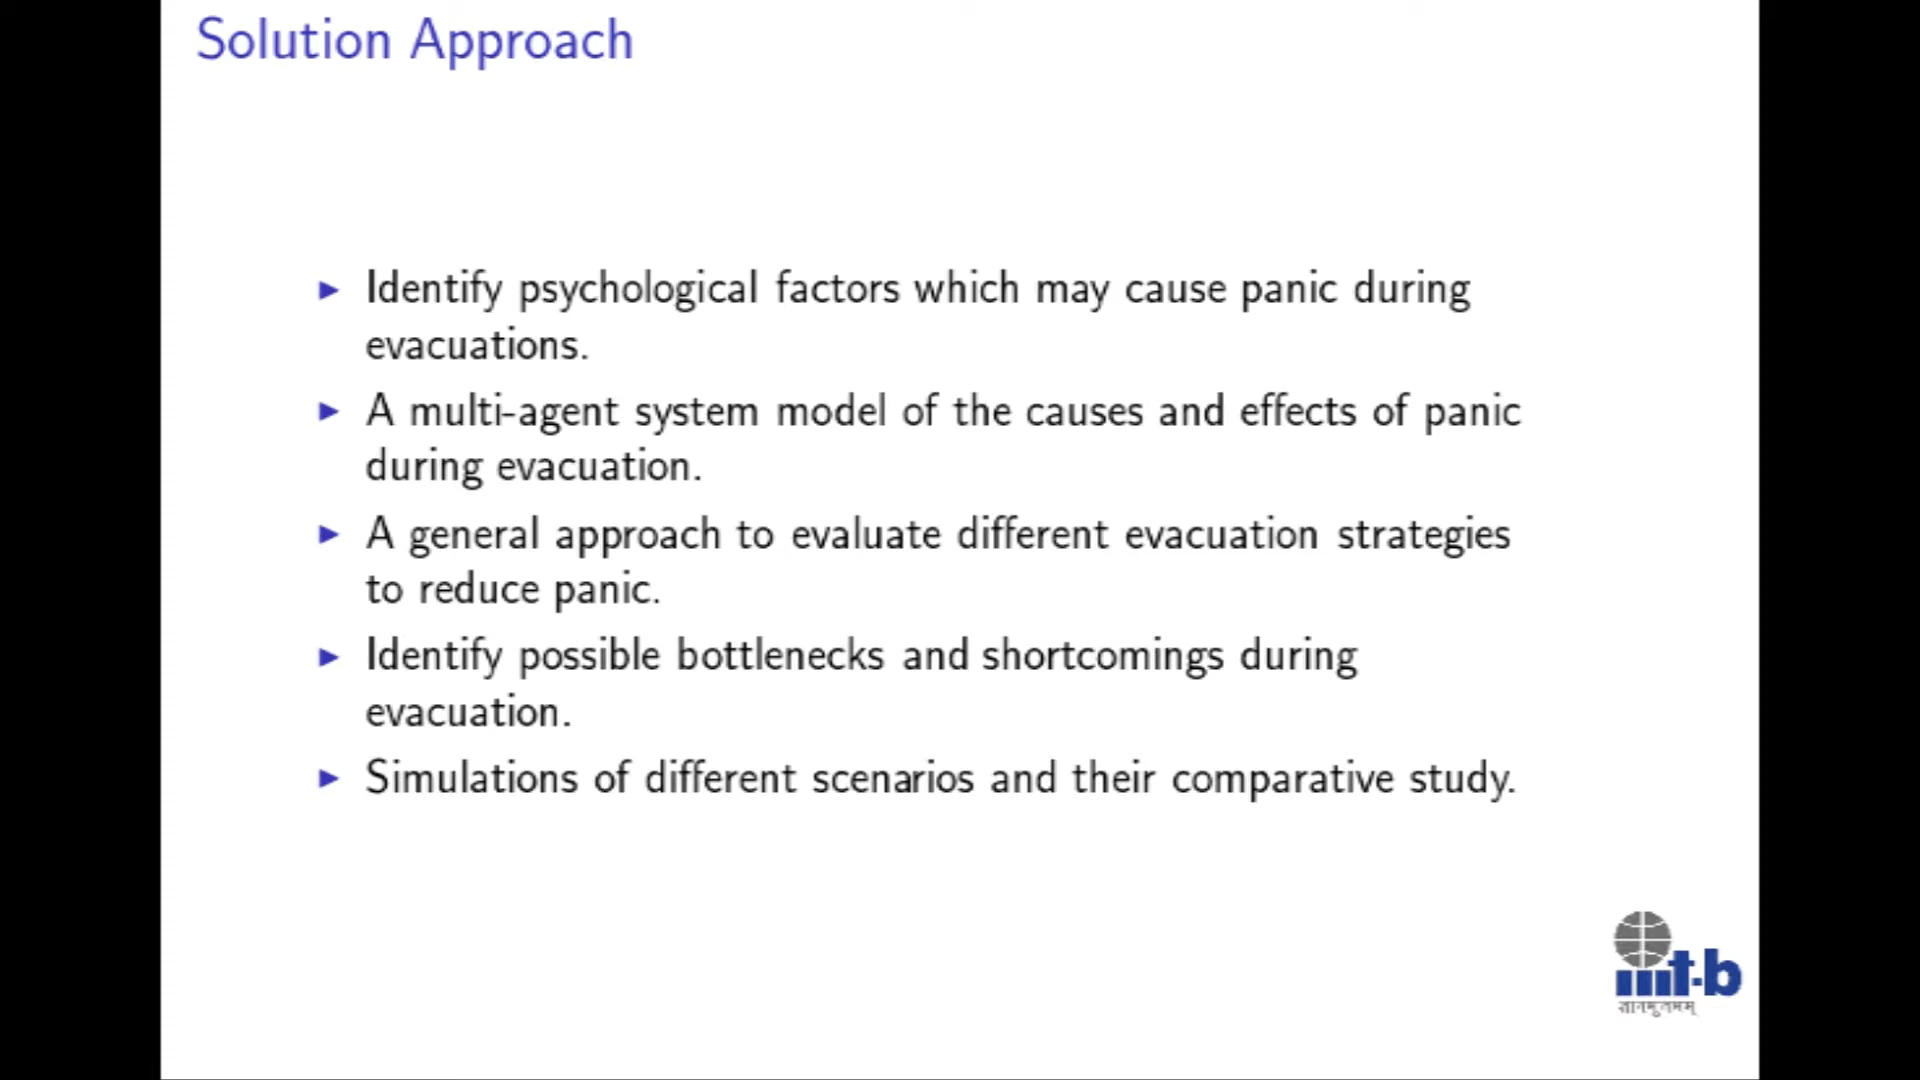 Solution Approach
Identify psychological factors which may cause panic during
evacuations.
A multi-agent system model of the causes and effects of panic
during evacuation.
A general approach to evaluate different evacuation strategies
to reduce panic.
Identify possible bottlenecks and shortcomings during
evacuation.
Simulations of different scenarios and their comparative study.
iiit-b
ज्ञानमुत्तमम्